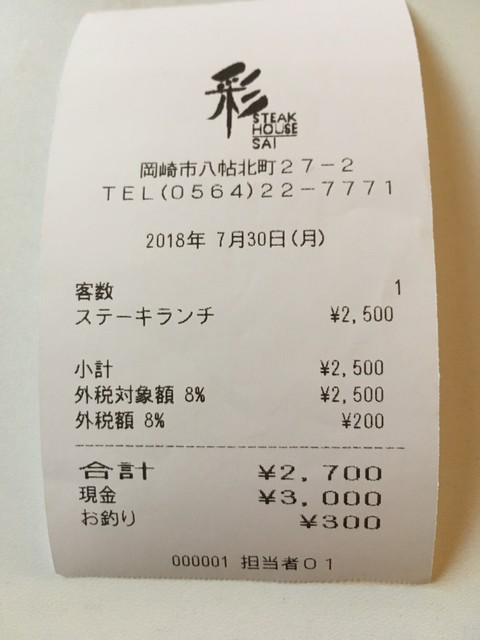 彩
STEAK
HOUSE
SAI
岡崎市八帖北町27-2
TEL(0564)22-7771
2018年 7月30日(月)
客数 1
ステーキランチ ¥2,500
小計 ¥2,500
外税対象額 8% ¥2,500
外税額 8% ¥200
合計 ¥2,700
現金 ¥3,000
お釣り ¥300
000001 担当者01